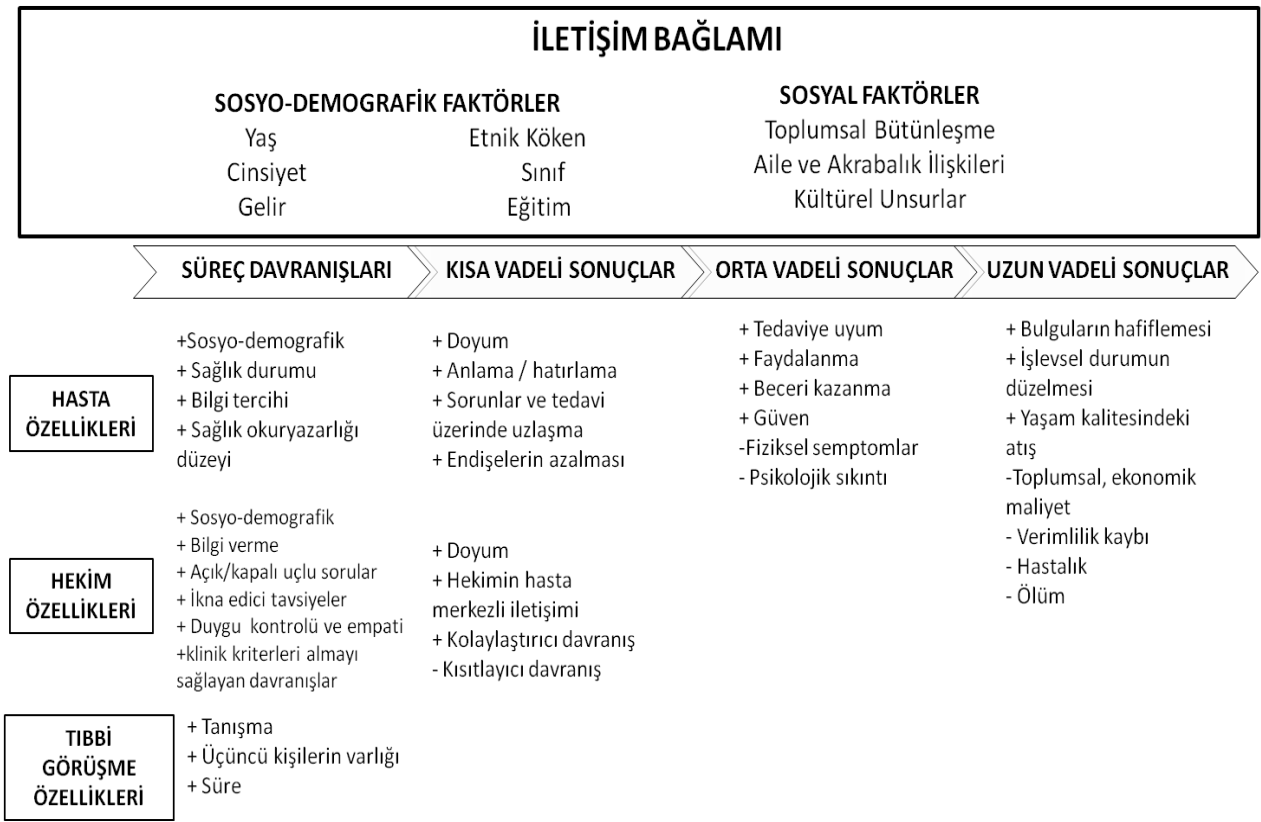 İLETİŞİM BAĞLAMI
SOSYO-DEMOGRAFİK FAKTÖRLER
Yaş
Cinsiyet
Gelir
Etnik Köken
Sınıf
Eğitim
SOSYAL FAKTÖRLER
Toplumsal Bütünleşme
Aile ve Akrabalık İlişkileri
Kültürel Unsurlar
SÜREÇ DAVRANIŞLARI
KISA VADELİ SONUÇLAR
ORTA VADELİ SONUÇLAR
UZUN VADELİ SONUÇLAR
HASTA
ÖZELLİKLERİ
+Sosyo-demografik
+ Sağlık durumu
+ Bilgi tercihi
+ Sağlık okuryazarlığı
düzeyi
+ Doyum
+ Anlama / hatırlama
+ Sorunlar ve tedavi
üzerinde uzlaşma
+ Endişelerin azalması
+ Tedaviye uyum
+ Faydalanma
+ Beceri kazanma
+ Güven
-Fiziksel semptomlar
- Psikolojik sıkıntı
+ Bulguların hafiflemesi
+ İşlevsel durumun
düzelmesi
+ Yaşam kalitesindeki
atış
-Toplumsal, ekonomik
maliyet
- Verimlilik kaybı
- Hastalık
- Ölüm
HEKİM
ÖZELLİKLERİ
+ Sosyo-demografik
+ Bilgi verme
+ Açık/kapalı uçlu sorular
+ İkna edici tavsiyeler
+ Duygu kontrolü ve empati
+klinik kriterleri almayı
sağlayan davranışlar
+ Doyum
+ Hekimin hasta
merkezli iletişimi
+ Kolaylaştırıcı davranış
- Kısıtlayıcı davranış
TIBBİ
GÖRÜŞME
ÖZELLİKLERİ
+ Tanışma
+ Üçüncü kişilerin varlığı
+ Süre